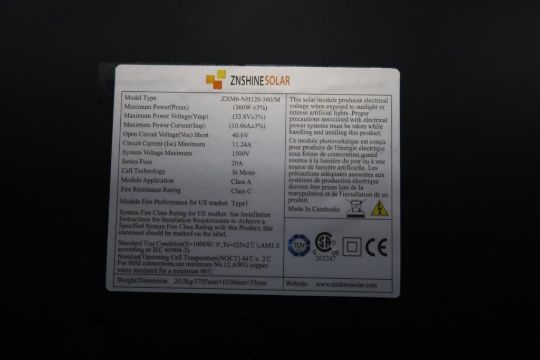 ZNSHINE SOLAR
Model Type ZXM6-NH120-360/M
Maximum Power(Pmax) (360W ±3%)
Maximum Power Voltage(Vmp) (33.8V±3%)
Maximum Power Current(Imp) (10.66A±3%)
Open Circuit Voltage(Voc) Short 40.6V
Circuit Current (Isc) Maximum 11.24A
System Voltage Maximum 1500V
Series Fuse 20A
Cell Technology Si Mono
Module Application Class A
Fire Resistance Rating Class C
Module Fire Performance for US market: Type1
System Fire Class Rating for US market: See Installation
Instructions for Installation Requirements to Achieve a
Specified System Fire Class Rating with this Product, this
statement should be marked on the label.
Standard Test Condition(E=1000W/ ,Tc=(25±2℃),AM1.5
according to IEC 60904-3)
Nominal Operating Cell Temperature(NOCT) 44℃± 2℃
For field connections,use minimum No.12 AWG copper
wires insulated for a minimum 90℃
Weight/Dimension 20.5kg/1755mm×1038mm×35mm
This solar module produces electrical
voltage when exposed to sunlight or
intense artificial lights. Proper
precautions associated with electrical
power systems must be taken while
handling and installing this product.
Ce module photovoltaïque est conçu
pour produire de l'énergie électrique
sous-forme de courantcontinu,quand
soumis à la lumière du jour ou à une
lumière artificielle intense. Les
précautions adéquates associées aux
systèmes de production électrique
doivent être prises lors de la
manipulation et de l'installation de ce
produit.
Made in Cambodia
TUV
SA
262247
Website: www.znshinesolar.com